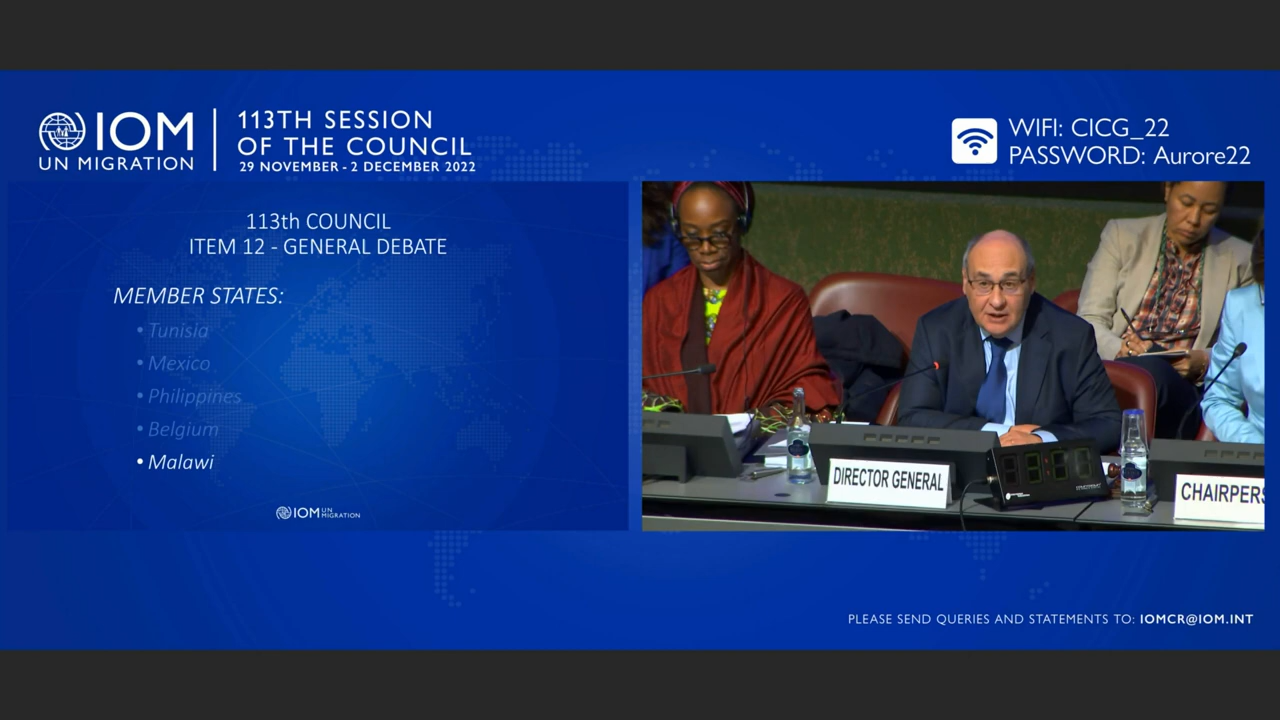 IOM
UN MIGRATION
113TH SESSION
OF THE COUNCIL
29 NOVEMBER - 2 DECEMBER 2022
WIFI: CICG_22
PASSWORD: Aurore22
113th COUNCIL
ITEM 12 - GENERAL DEBATE
MEMBER STATES:
• Tunisia
• Mexico
• Philippines
• Belgium
• Malawi
IOM UN MIGRATION
DIRECTOR GENERAL
CHAIRPERS
PLEASE SEND QUERIES AND STATEMENTS TO: IOMCR@IOM.INT